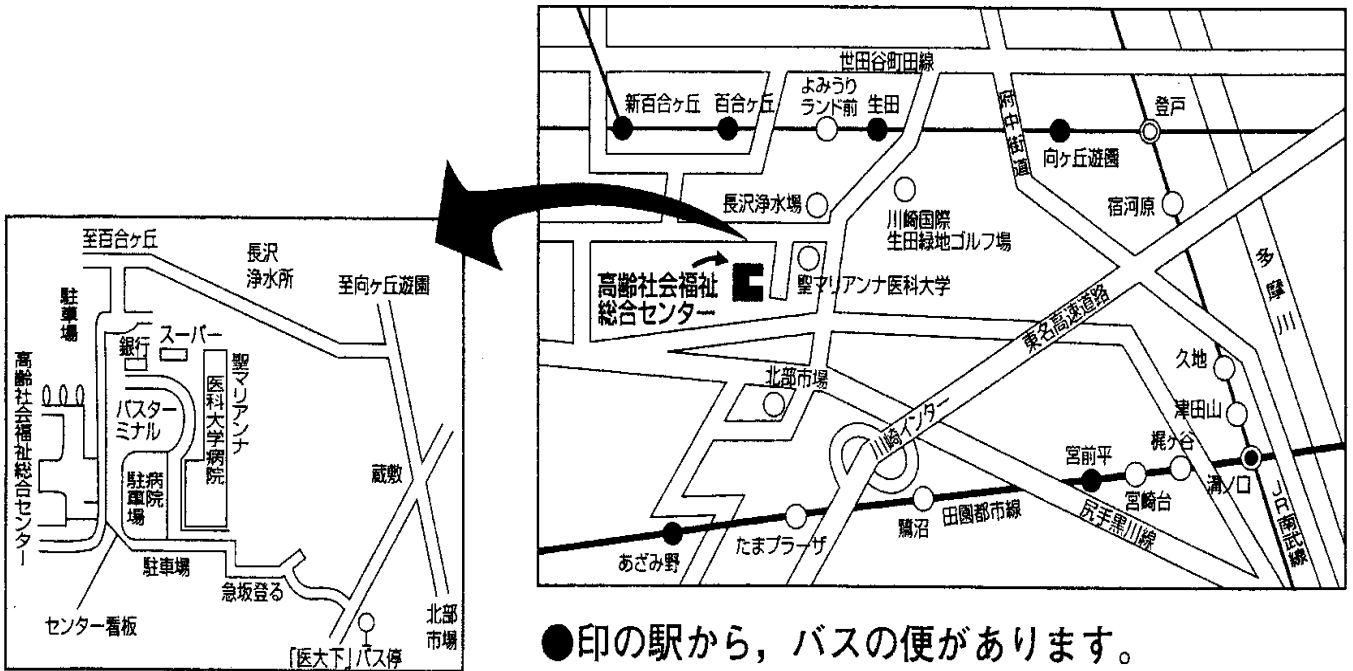 世田谷町田線
新百合ヶ丘
百合ヶ丘
よみうり
ランド前
生田
府中街道
向ヶ丘遊園
登戸
長沢浄水場
川崎国際
生田緑地ゴルフ場
宿河原
多摩川
高齢社会福祉
総合センター
聖マリアンナ医科大学
東名高速道路
北部市場
久地
津田山
川崎インター
宮前平
梶ヶ谷
宮崎台
溝ノ口
鷺沼
田園都市線
尻手黒川線
JR南武線
たまプラーザ
あざみ野
至百合ヶ丘
長沢
浄水所
至向ヶ丘遊園
駐車場
銀行
スーパー
聖マリアンナ
医科大学病院
高齢社会福祉総合センター
バスター
ミナル
病院
駐車場
蔵敷
駐車場
急坂登る
センター看板
北部
市場
「医大下」バス停
●印の駅から，バスの便があります。